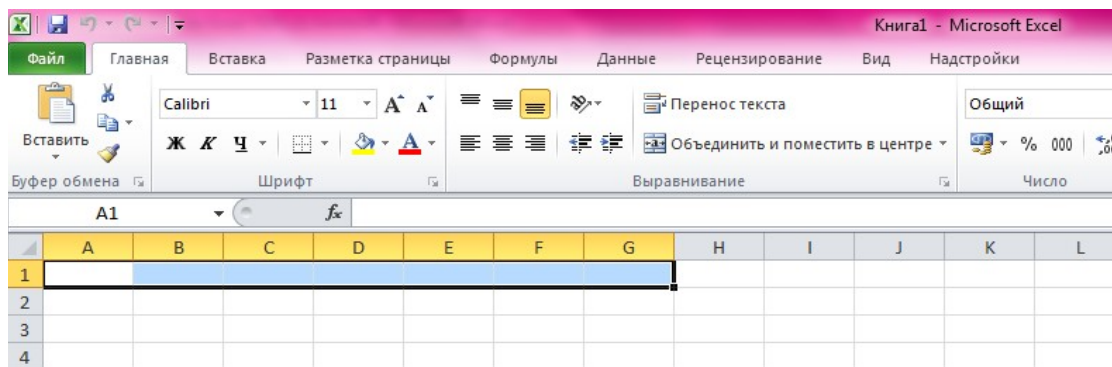 Книга1 - Microsoft Excel
Файл Главная Вставка Разметка страницы Формулы Данные Рецензирование Вид Надстройки
Calibri 11 А А Перенос текста Общий
Вставить Ж К Ч А Объединить и поместить в центре % 000
Буфер обмена Шрифт Выравнивание Число
A1 fx
A B C D E F G H I J K L
1
2
3
4